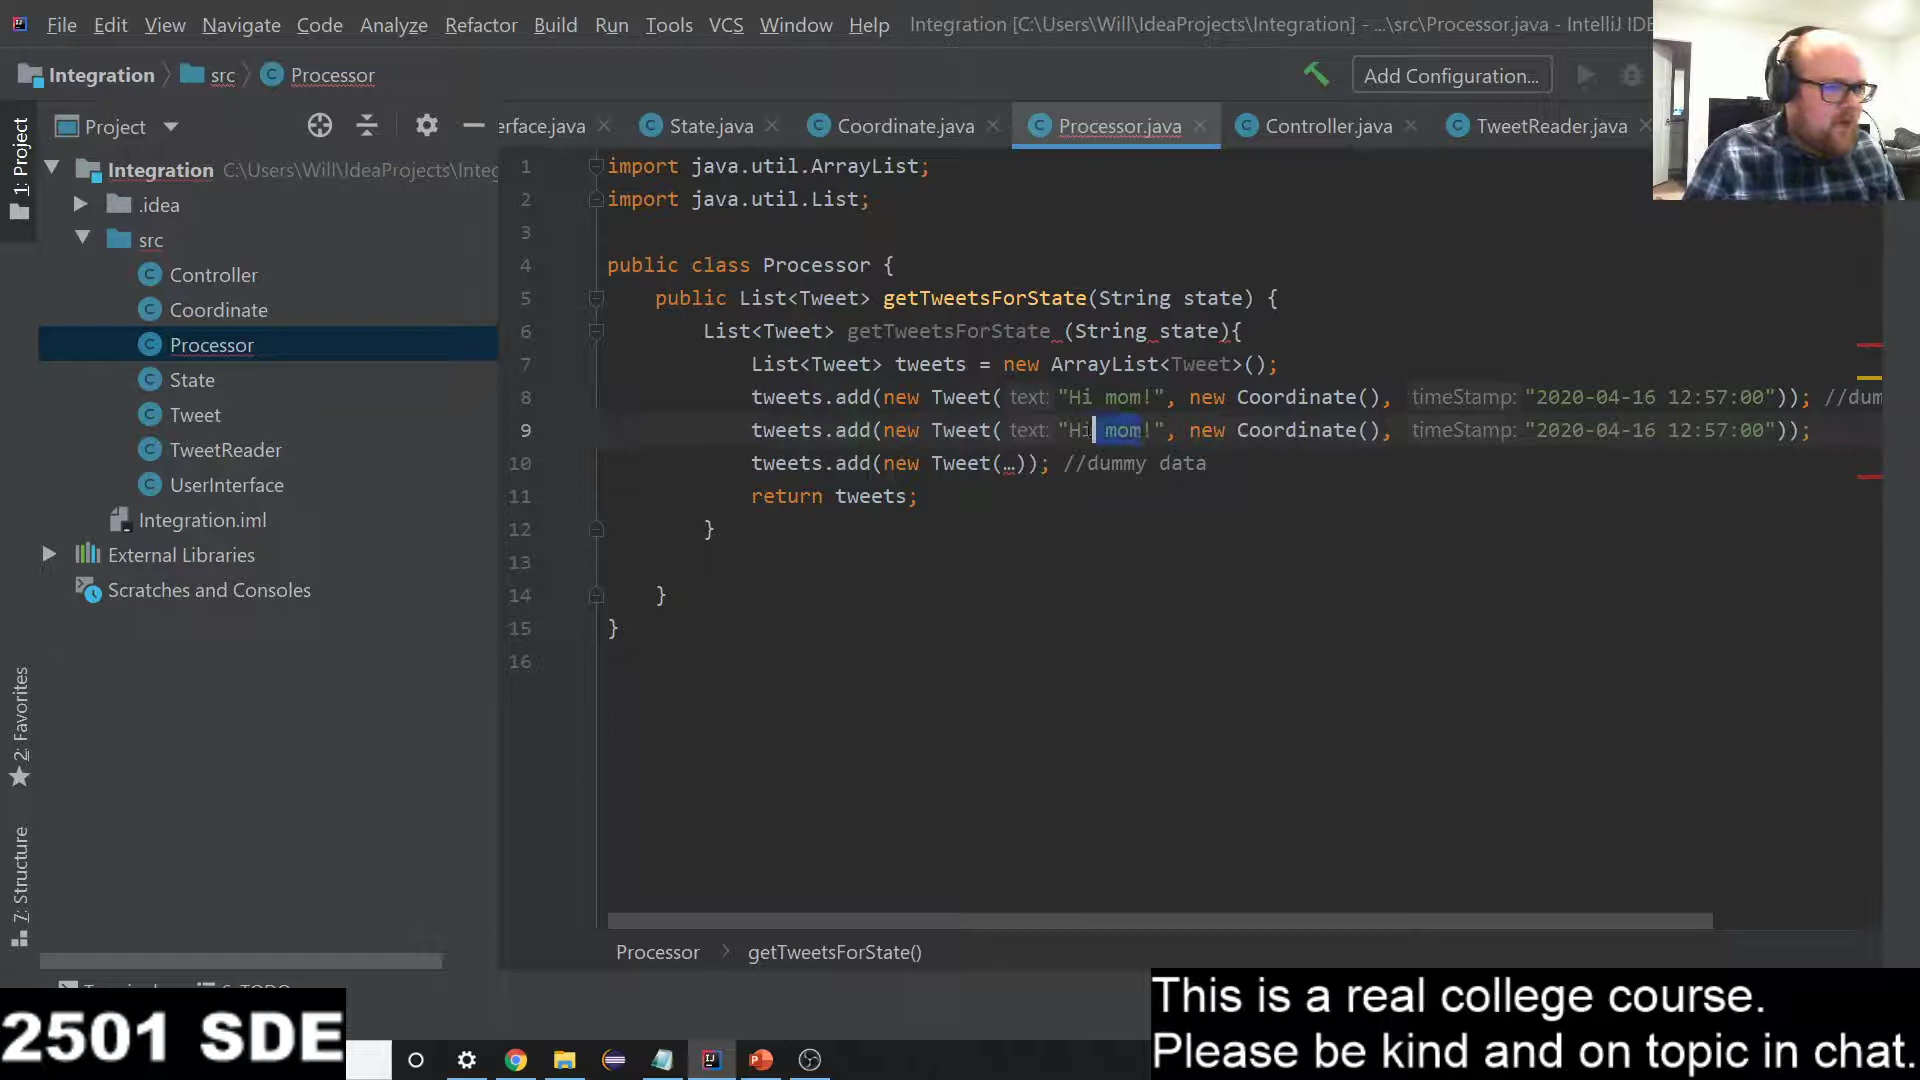 File Edit View Navigate Code Analyze Refactor Build Run Tools VCS Window Help Integration [C:\Users\Will\IdeaProjects\Integration] - ...\src\Processor.java - IntelliJ IDE
Integration src Processor Add Configuration...
1: Project
Project
erface.java State.java Coordinate.java Processor.java Controller.java TweetReader.java
Integration C:\Users\Will\IdeaProjects\Integ
.idea
src
Controller
Coordinate
Processor
State
Tweet
TweetReader
UserInterface
Integration.iml
External Libraries
Scratches and Consoles
2: Favorites
7: Structure
1 import java.util.ArrayList;
2 import java.util.List;
3
4 public class Processor {
5 public List<Tweet> getTweetsForState(String state) {
6 List<Tweet> getTweetsForState (String state){
7 List<Tweet> tweets = new ArrayList<Tweet>();
8 tweets.add(new Tweet( text: "Hi mom!", new Coordinate(), timeStamp: "2020-04-16 12:57:00")); //dum
9 tweets.add(new Tweet( text: "Hi mom!", new Coordinate(), timeStamp: "2020-04-16 12:57:00"));
10 tweets.add(new Tweet(…)); //dummy data
11 return tweets;
12 }
13
14 }
15 }
16
Processor getTweetsForState()
2501 SDE
This is a real college course.
Please be kind and on topic in chat.